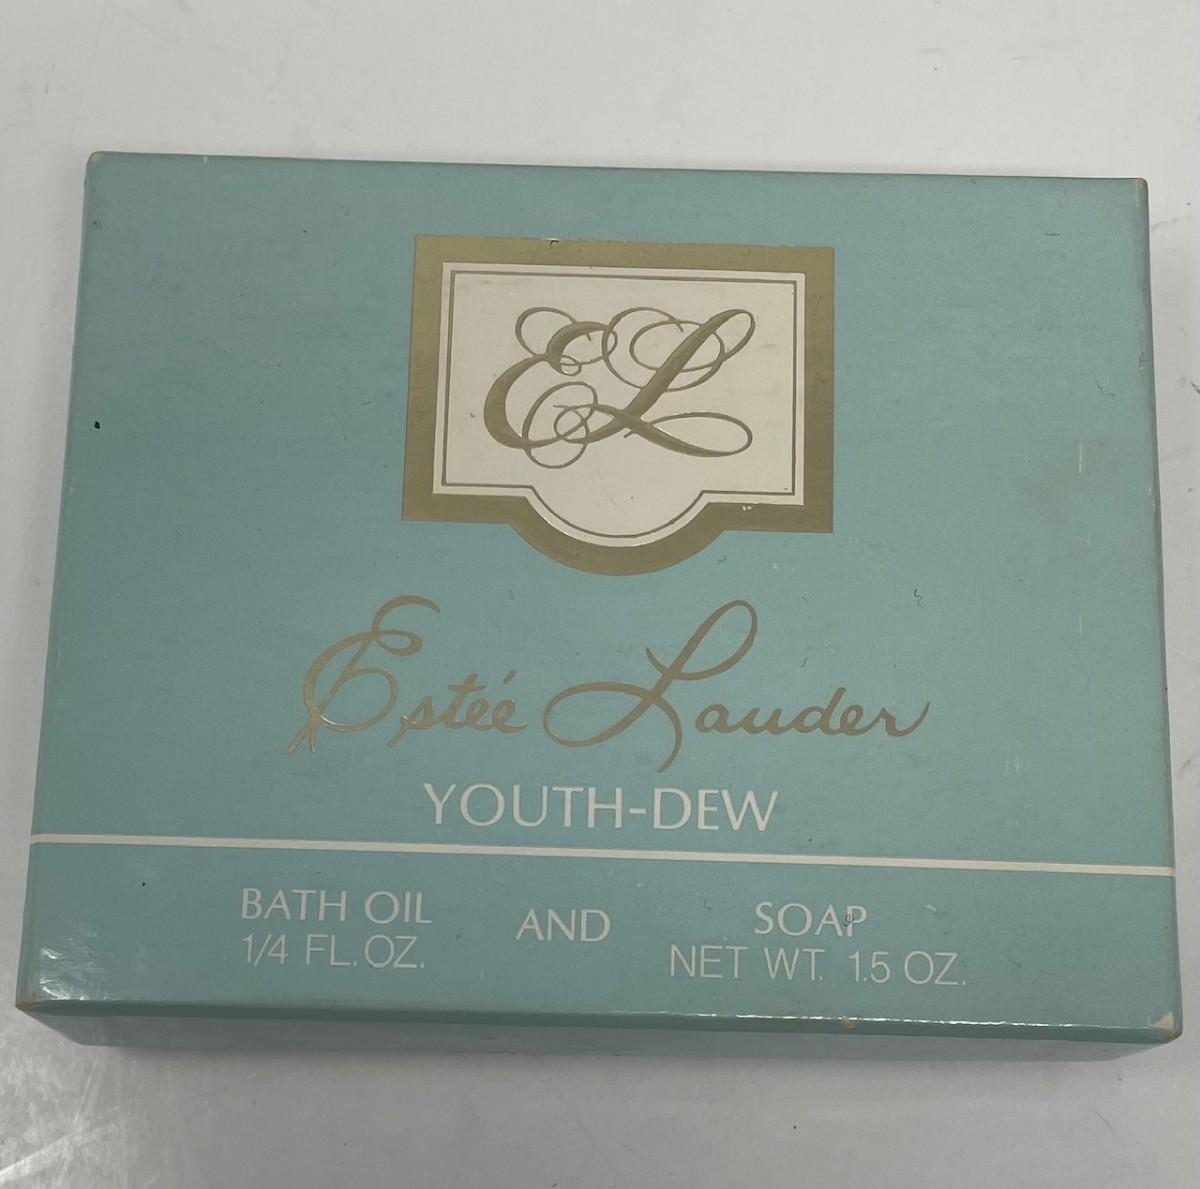 EL
Estée Lauder
YOUTH-DEW
BATH OIL AND SOAP
1/4 FL. OZ. NET WT. 1.5 OZ.